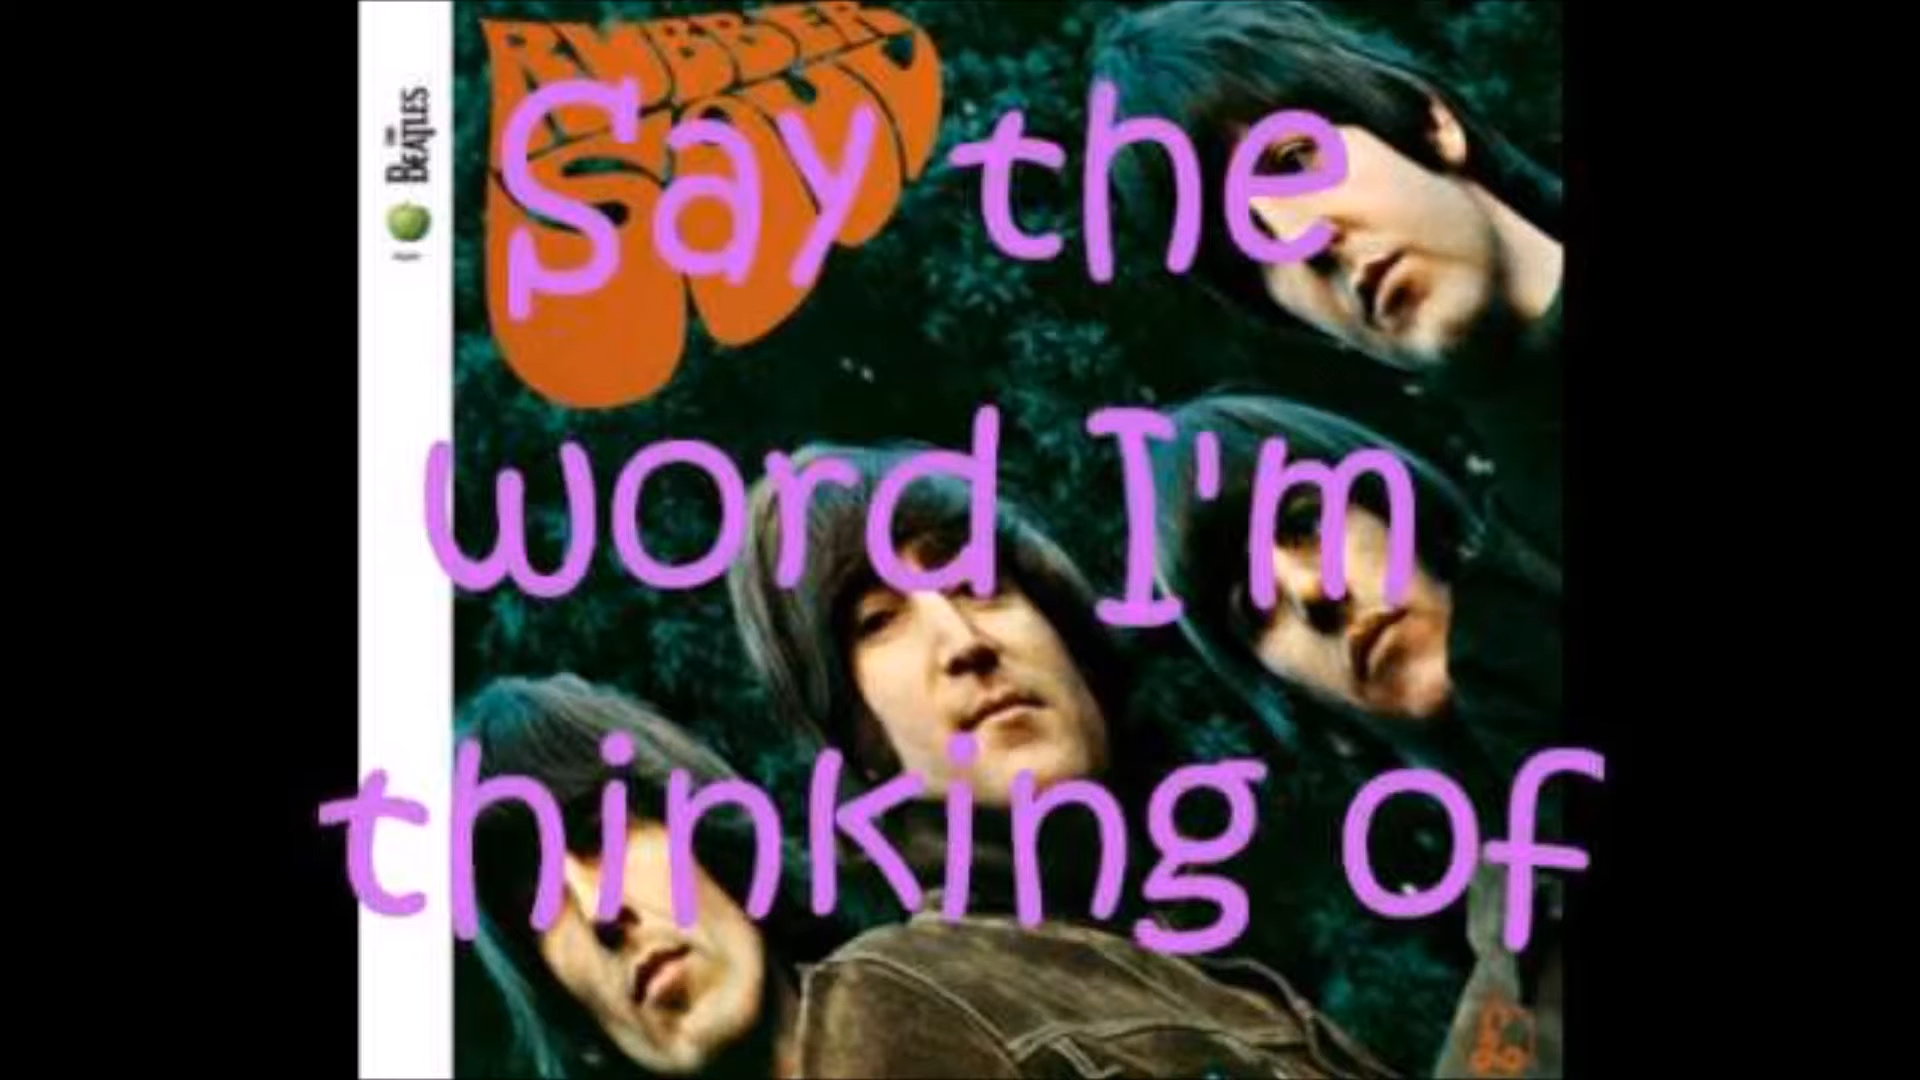 RUBBER
SOUL
THE
BEATLES
Say the
word I'm
thinking of